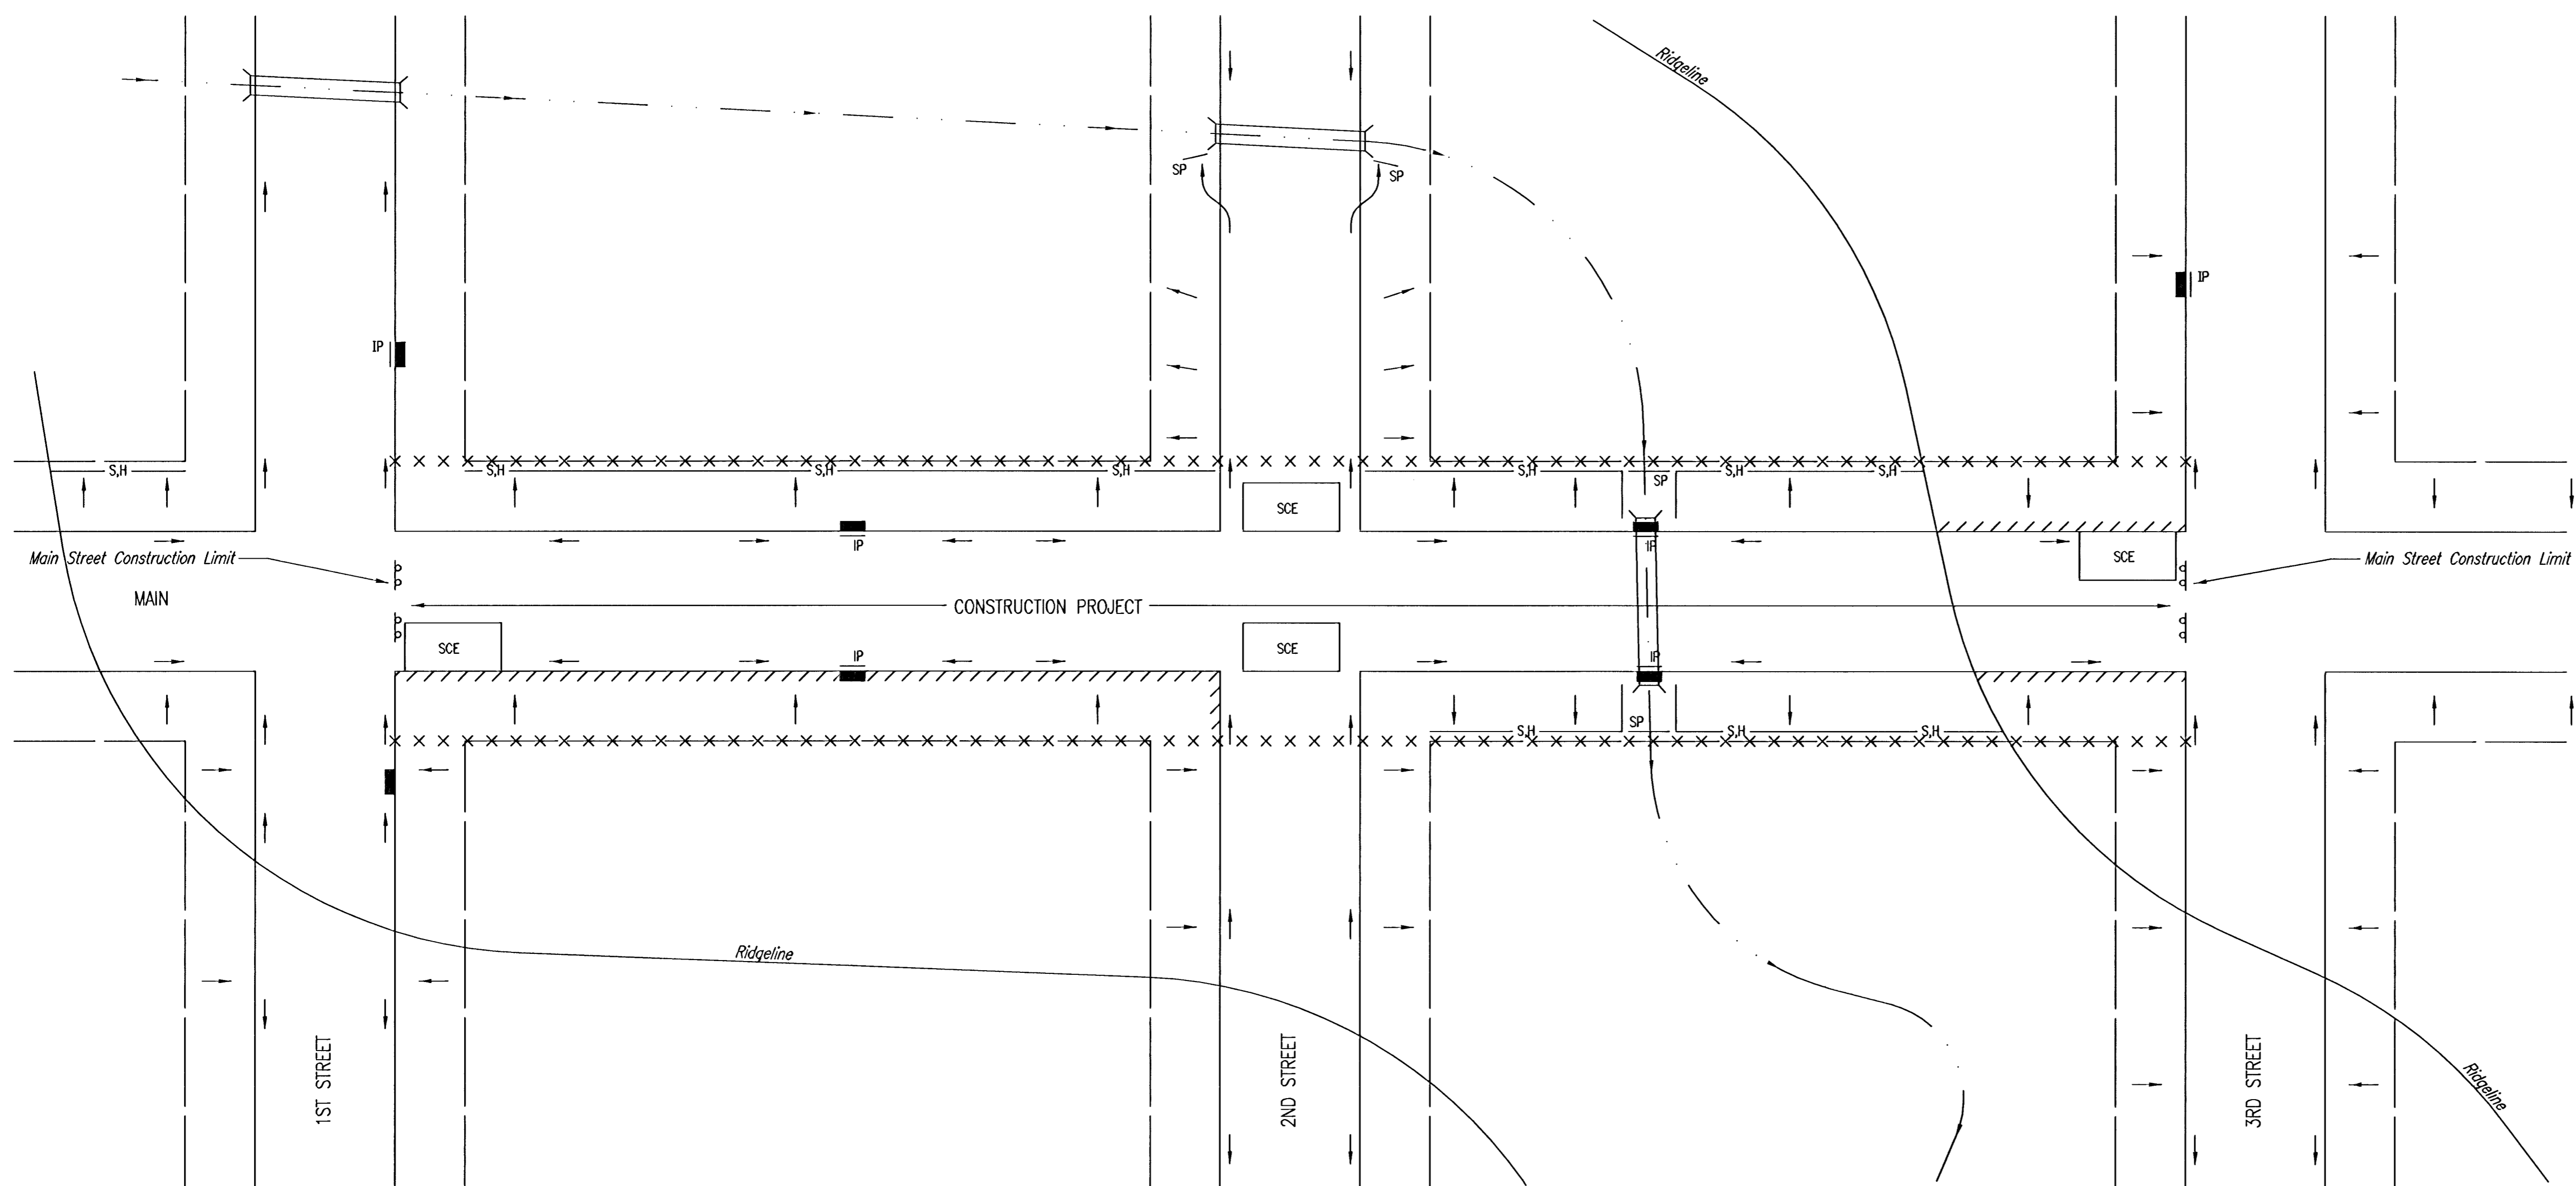 Ridgeline
SP
SP
IP
IP
S,H
S,H
S,H
S,H
S,H
S,H
S,H
SP
SCE
IP
IP
Main Street Construction Limit
SCE
Main Street Construction Limit
MAIN
CONSTRUCTION PROJECT
SCE
SCE
IP
IP
SP
S,H
S,H
S,H
Ridgeline
1ST STREET
2ND STREET
3RD STREET
Ridgeline